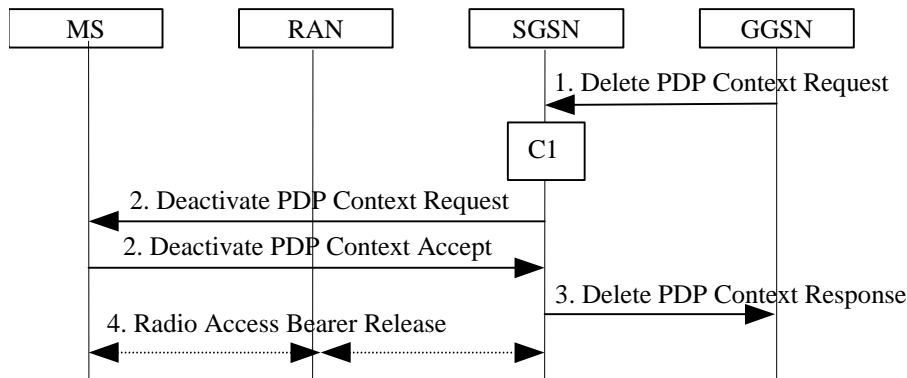 MS
RAN
SGSN
GGSN
1. Delete PDP Context Request
C1
2. Deactivate PDP Context Request
2. Deactivate PDP Context Accept
3. Delete PDP Context Response
4. Radio Access Bearer Release